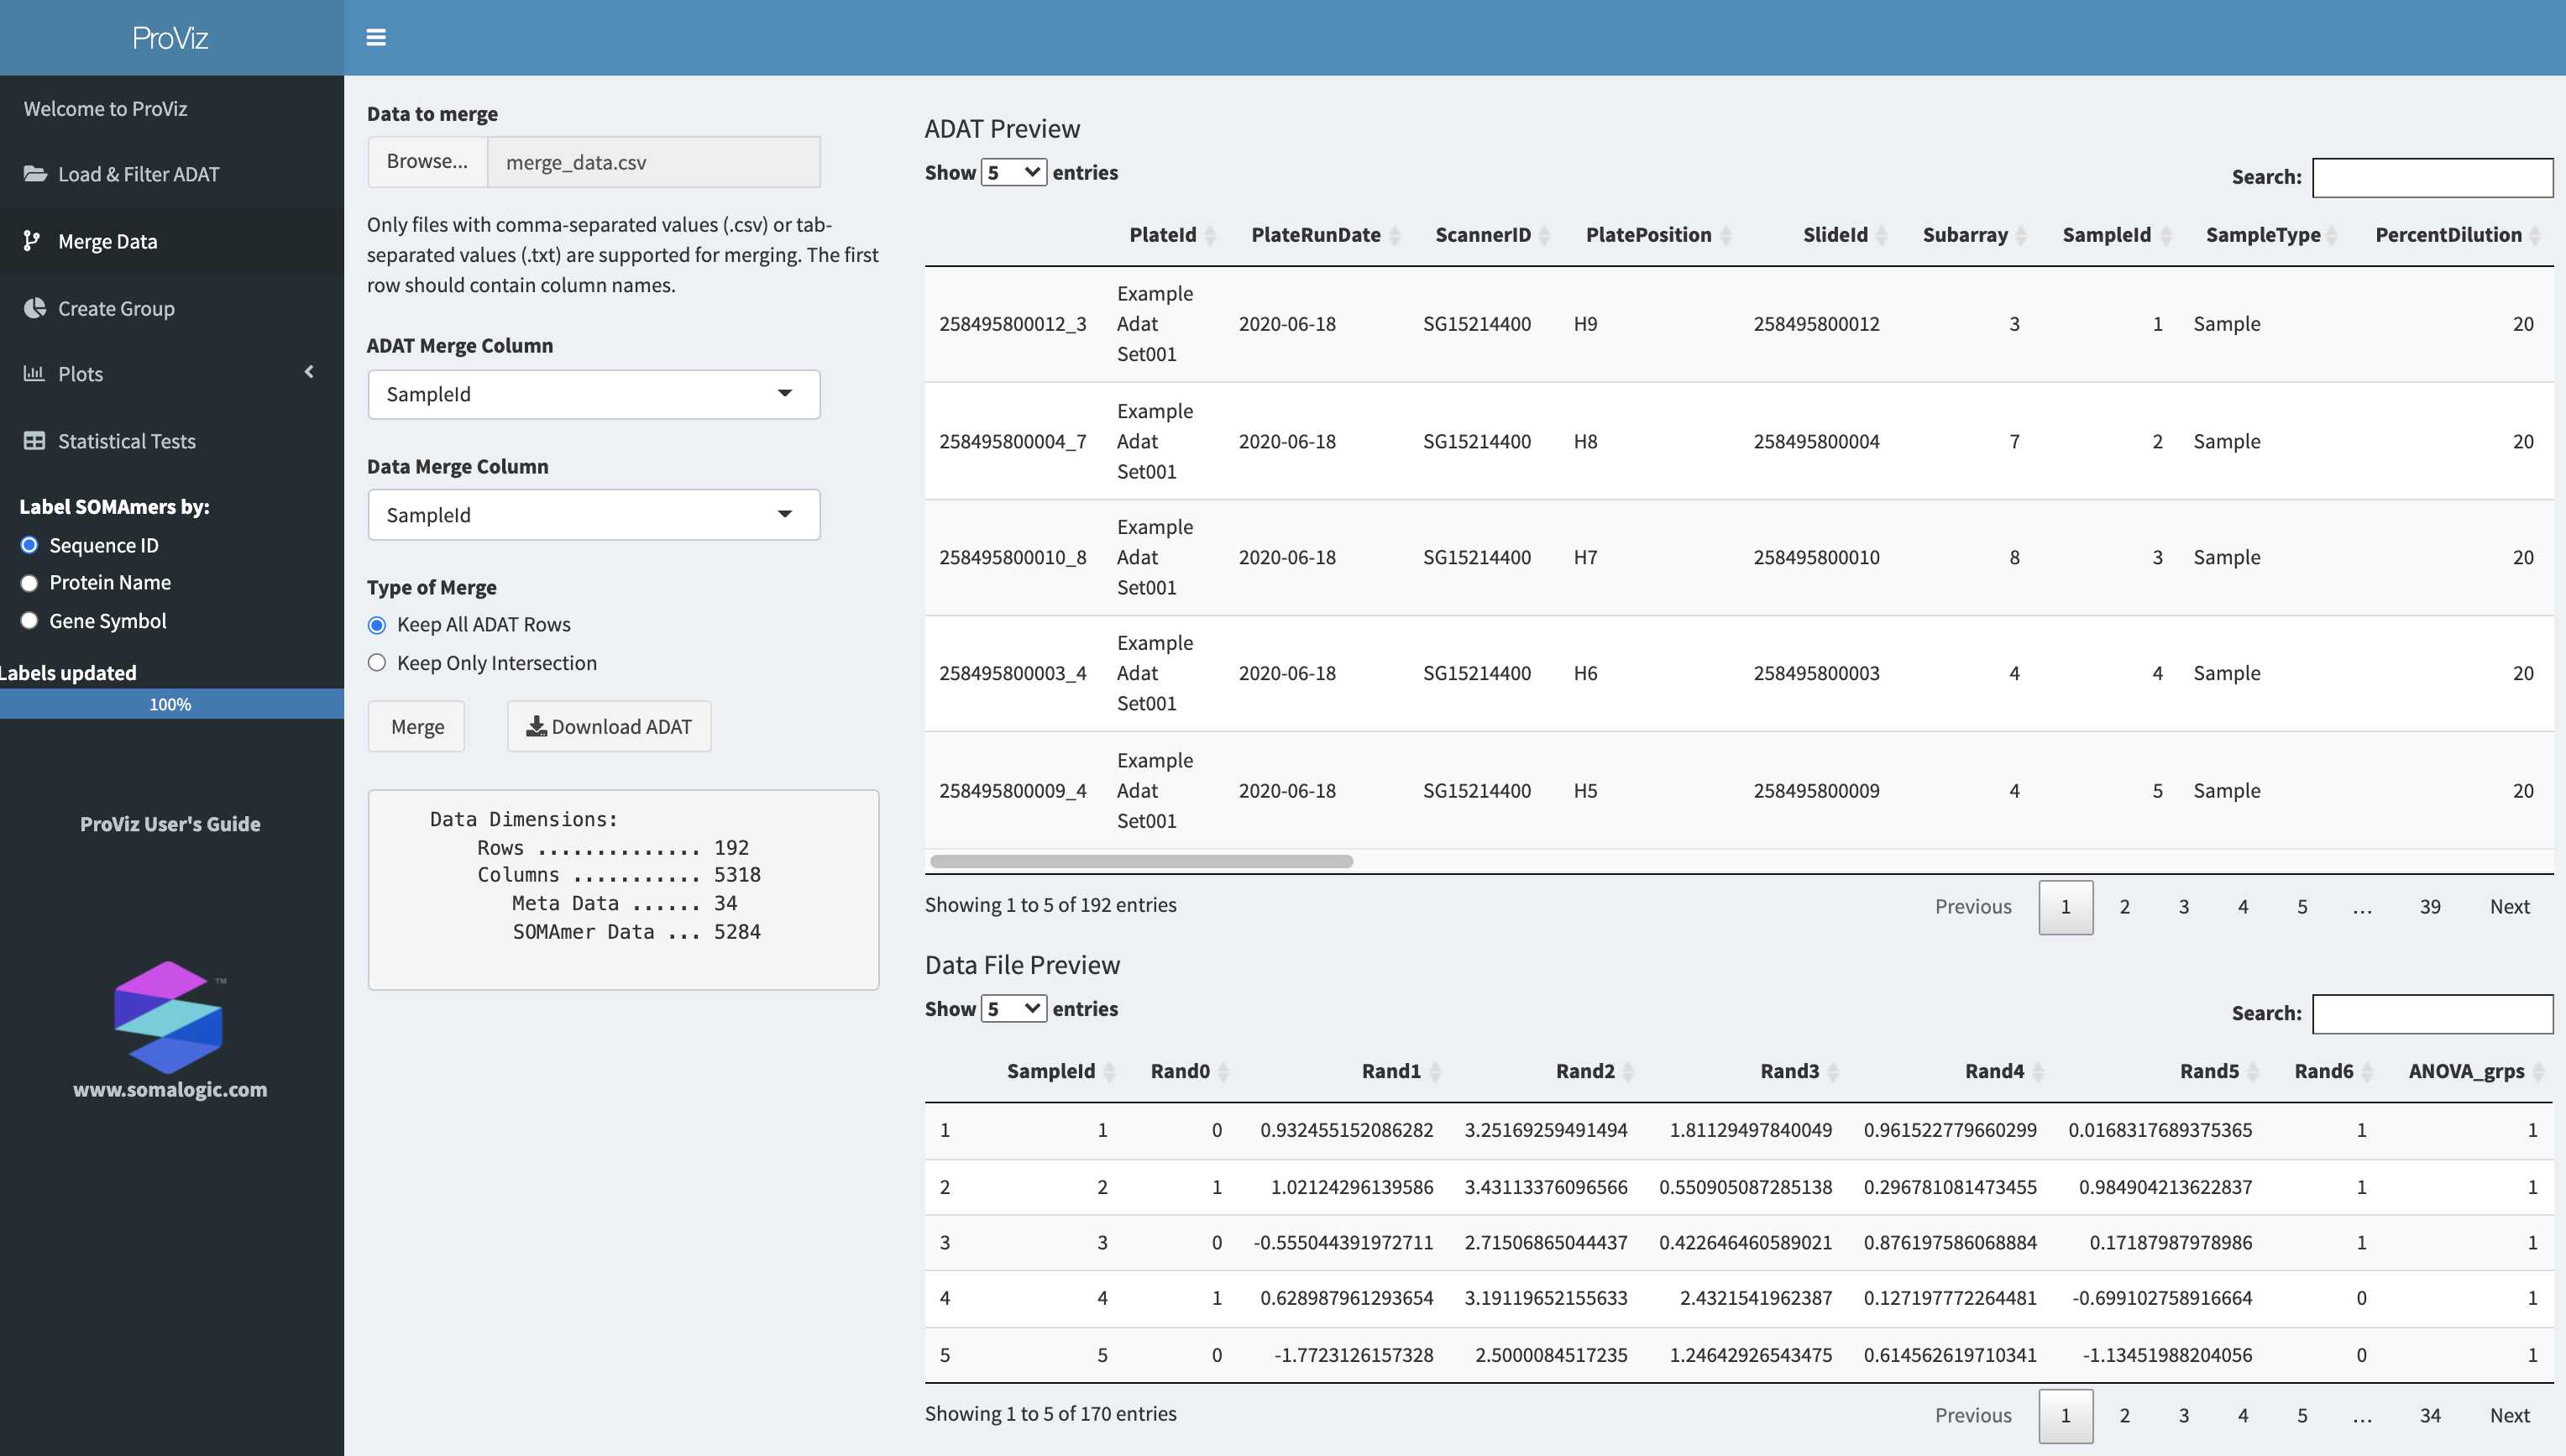 ProViz
Welcome to ProViz
Load & Filter ADAT
Merge Data
Create Group
Plots
Statistical Tests
Label SOMAmers by:
Sequence ID
Protein Name
Gene Symbol
Labels updated
100%
ProViz User's Guide
TM
www.somalogic.com
Data to merge
Browse... merge_data.csv
Only files with comma-separated values (.csv) or tab-
separated values (.txt) are supported for merging. The first
row should contain column names.
ADAT Merge Column
SampleId
Data Merge Column
SampleId
Type of Merge
Keep All ADAT Rows
Keep Only Intersection
Merge Download ADAT
Data Dimensions:
Rows .............. 192
Columns ........... 5318
Meta Data ...... 34
SOMAmer Data ... 5284
ADAT Preview
Show 5 entries
Search:
PlateId PlateRunDate ScannerID PlatePosition SlideId Subarray SampleId SampleType PercentDilution
258495800012_3 Example Adat Set001 2020-06-18 SG15214400 H9 258495800012 3 1 Sample 20
258495800004_7 Example Adat Set001 2020-06-18 SG15214400 H8 258495800004 7 2 Sample 20
258495800010_8 Example Adat Set001 2020-06-18 SG15214400 H7 258495800010 8 3 Sample 20
258495800003_4 Example Adat Set001 2020-06-18 SG15214400 H6 258495800003 4 4 Sample 20
258495800009_4 Example Adat Set001 2020-06-18 SG15214400 H5 258495800009 4 5 Sample 20
Showing 1 to 5 of 192 entries
Previous 1 2 3 4 5 ... 39 Next
Data File Preview
Show 5 entries
Search:
SampleId Rand0 Rand1 Rand2 Rand3 Rand4 Rand5 Rand6 ANOVA_grps
1 1 0 0.932455152086282 3.25169259491494 1.81129497840049 0.961522779660299 0.0168317689375365 1 1
2 2 1 1.02124296139586 3.43113376096566 0.550905087285138 0.296781081473455 0.984904213622837 1 1
3 3 0 -0.555044391972711 2.71506865044437 0.422646460589021 0.876197586068884 0.17187987978986 1 1
4 4 1 0.628987961293654 3.19119652155633 2.4321541962387 0.127197772264481 -0.699102758916664 0 1
5 5 0 -1.7723126157328 2.5000084517235 1.24642926543475 0.614562619710341 -1.13451988204056 0 1
Showing 1 to 5 of 170 entries
Previous 1 2 3 4 5 ... 34 Next